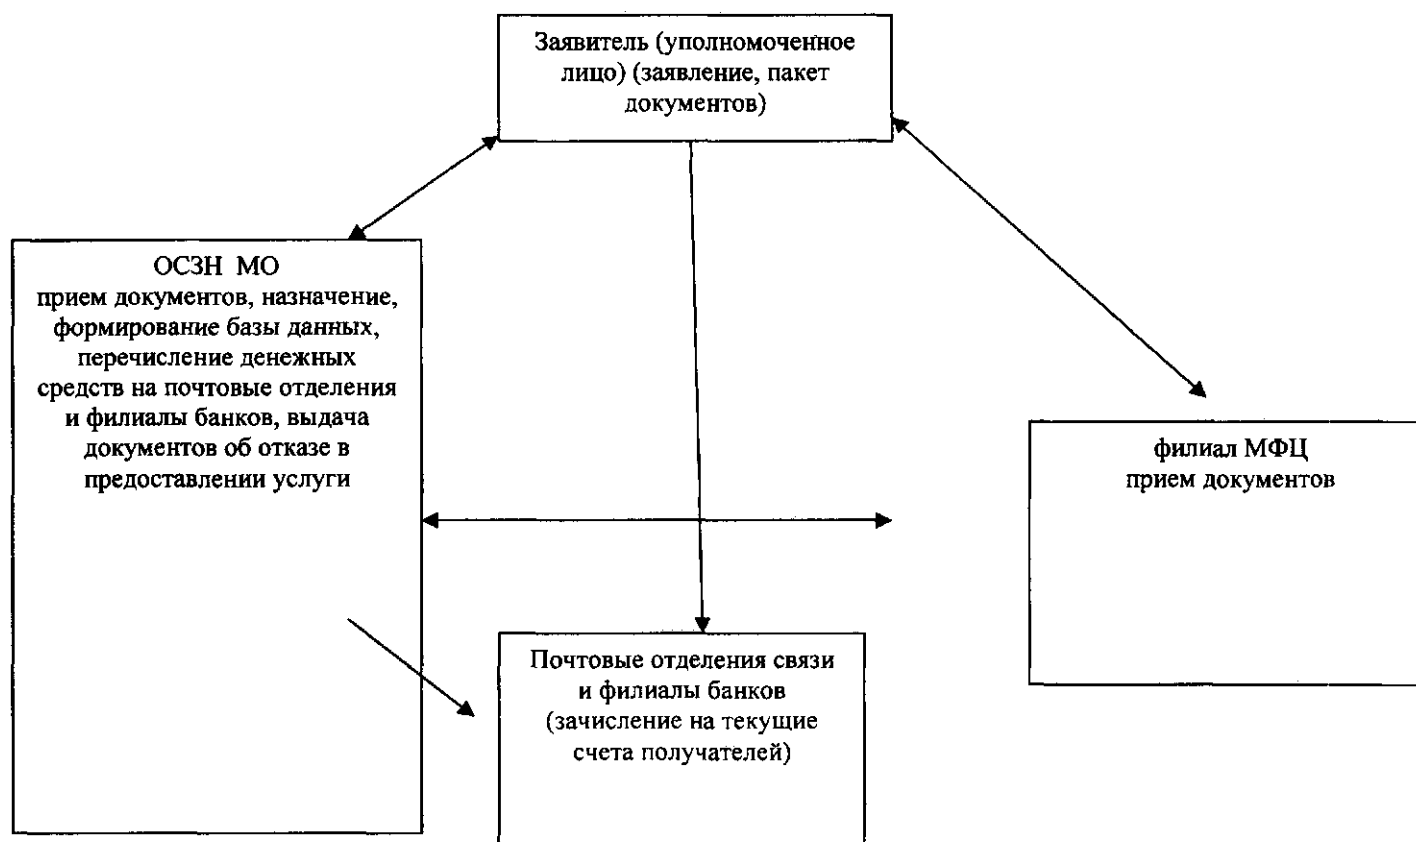 Заявитель (уполномоченное
лицо) (заявление, пакет
документов)
ОСЗН МО
прием документов, назначение,
формирование базы данных,
перечисление денежных
средств на почтовые отделения
и филиалы банков, выдача
документов об отказе в
предоставлении услуги
филиал МФЦ
прием документов
Почтовые отделения связи
и филиалы банков
(зачисление на текущие
счета получателей)